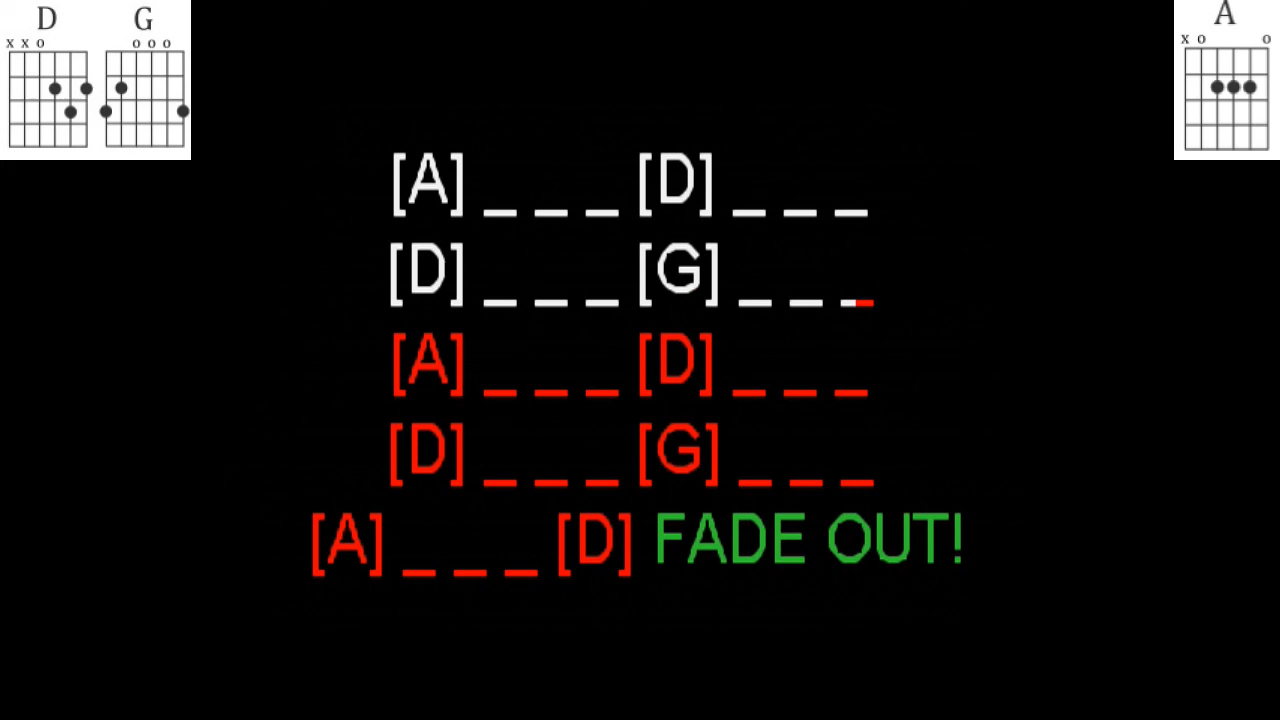 D G A
x x o o o o x o o
[A] _ _ _ [D] _ _ _
[D] _ _ _ [G] _ _ _
[A] _ _ _ [D] _ _ _
[D] _ _ _ [G] _ _ _
[A] _ _ _ [D] FADE OUT!